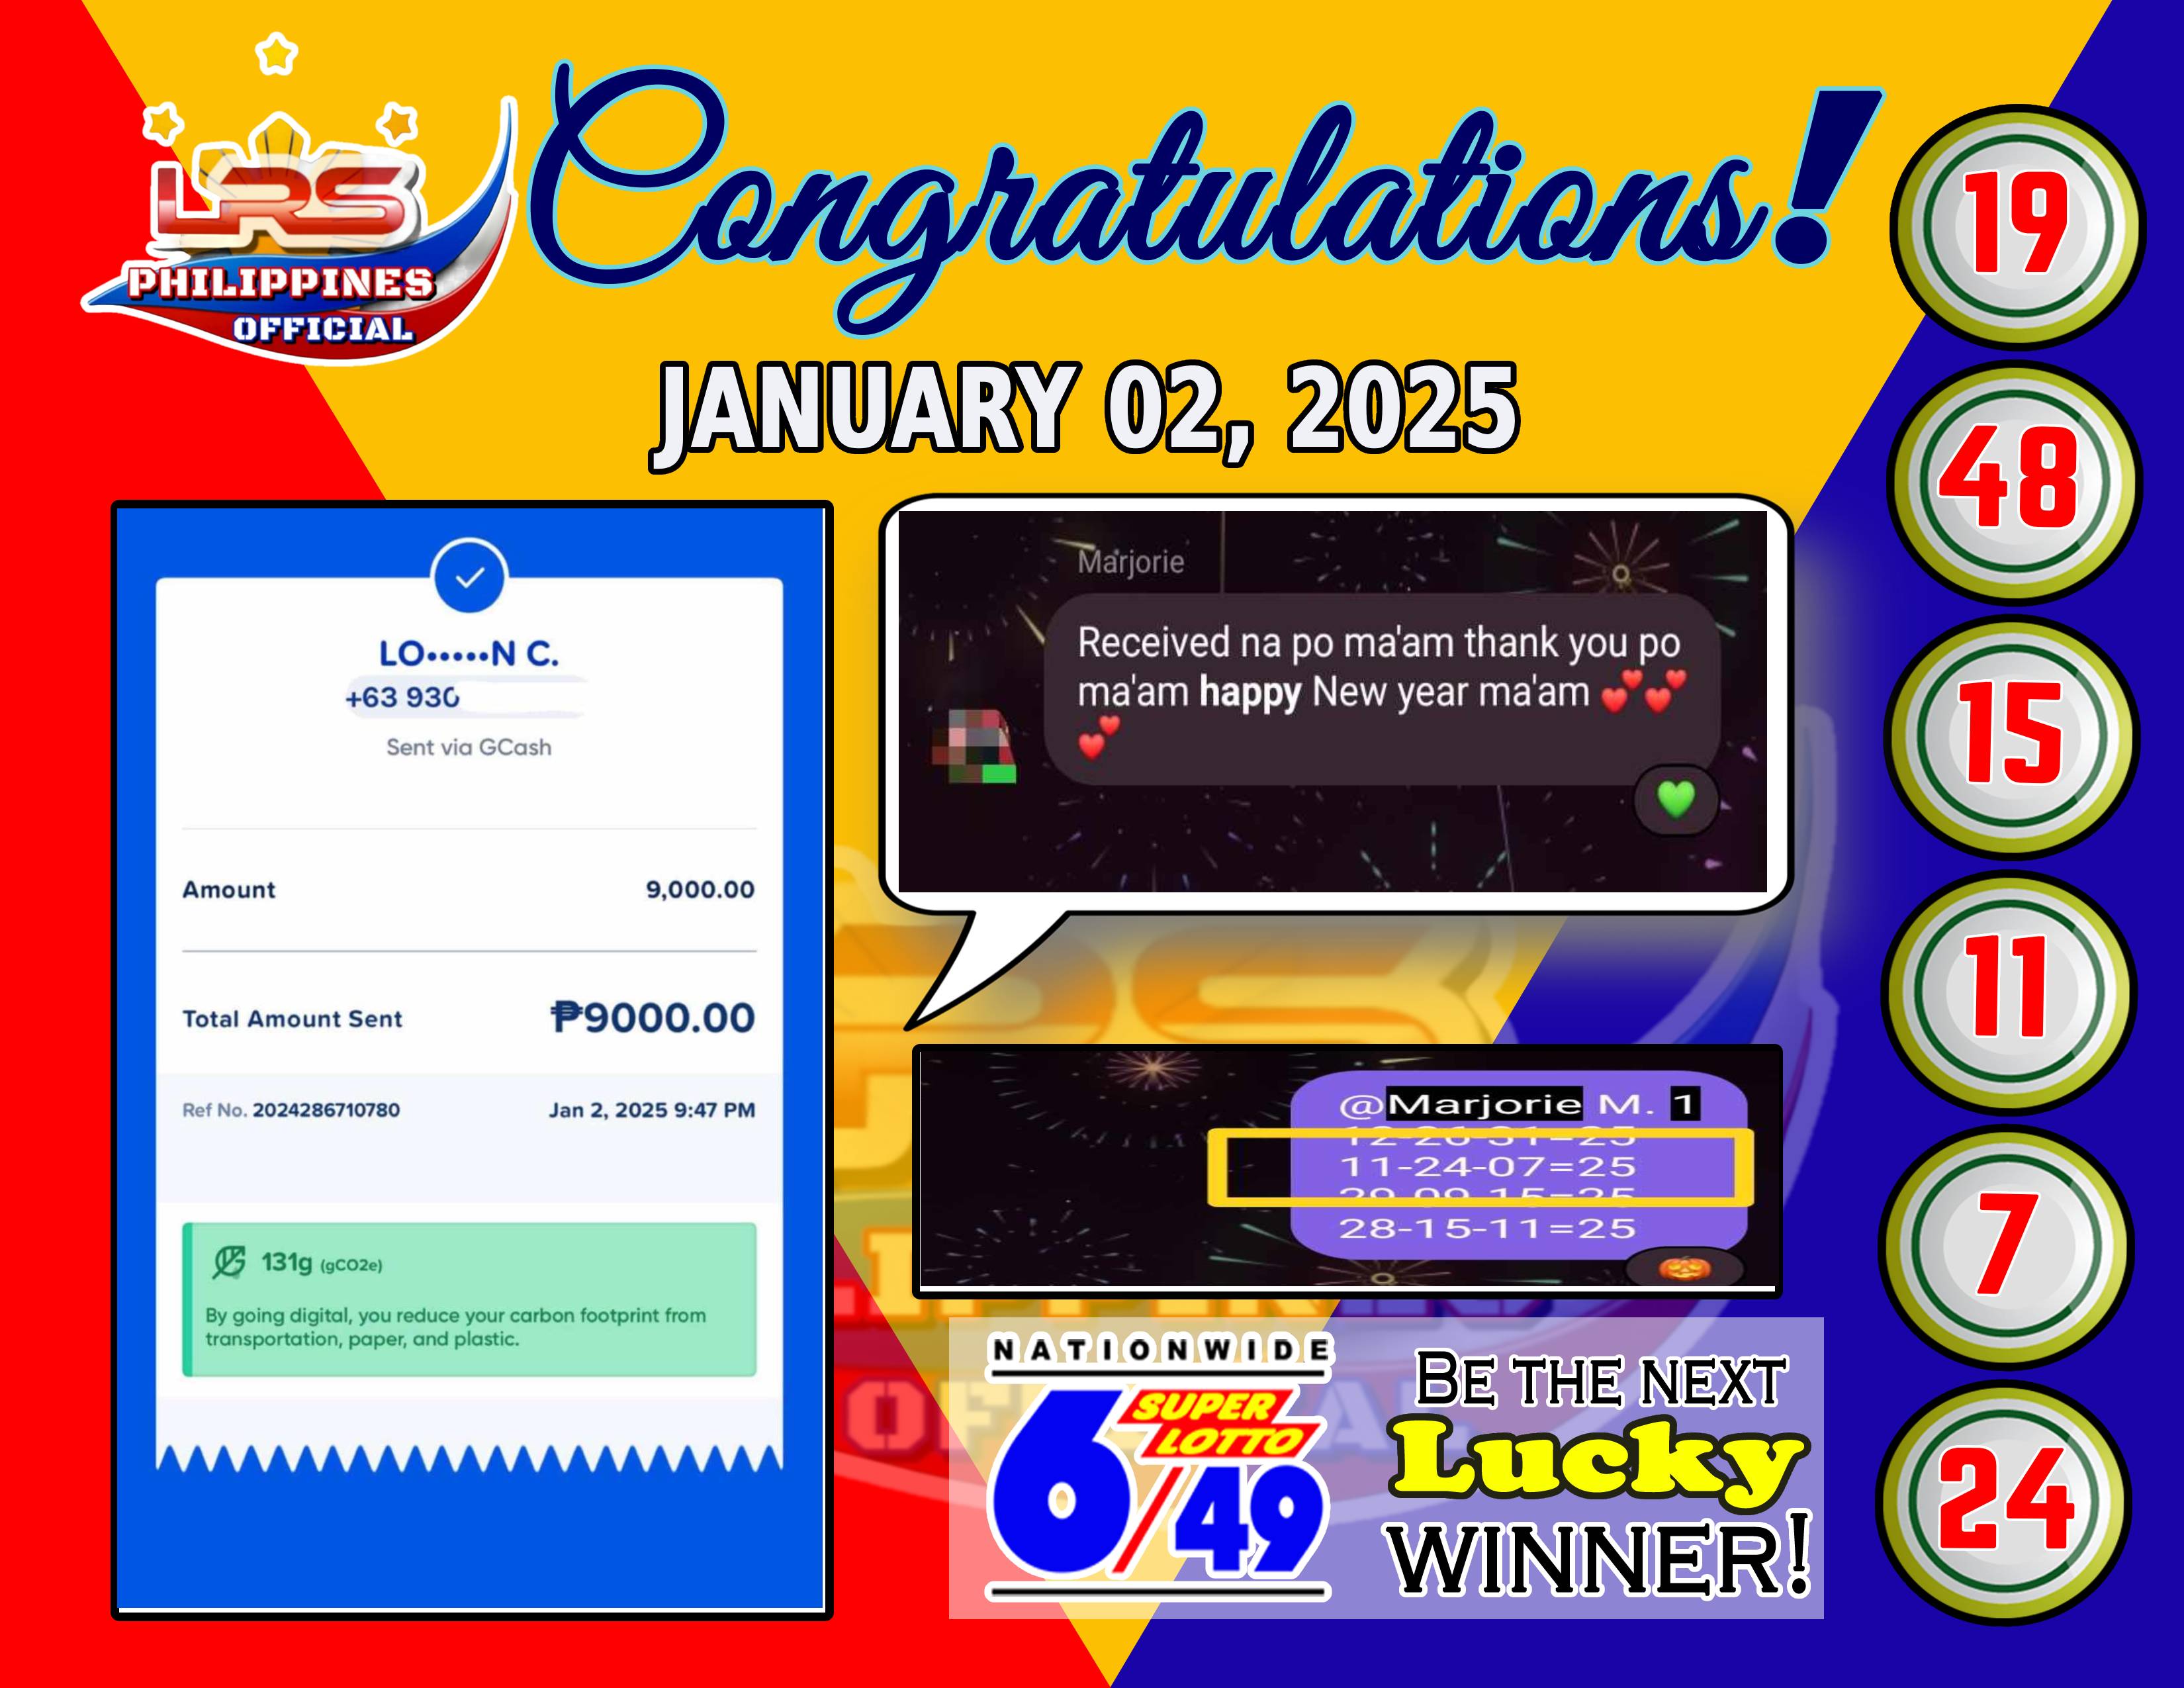 LRS
PHILIPPINES
OFFICIAL
Congratulations!
JANUARY 02, 2025
LO•••••N C.
+63 930
Sent via GCash
Amount 9,000.00
Total Amount Sent ₱9000.00
Ref No. 2024286710780 Jan 2, 2025 9:47 PM
131g (gCO2e)
By going digital, you reduce your carbon footprint from
transportation, paper, and plastic.
Marjorie
Received na po ma'am thank you po
ma'am happy New year ma'am 💕💕
💕
💚
@Marjorie M. 1
12-26-31=25
11-24-07=25
28-15-11=25
NATIONWIDE
SUPER
LOTTO
6/49
BE THE NEXT
Lucky
WINNER!
19
48
15
11
7
24